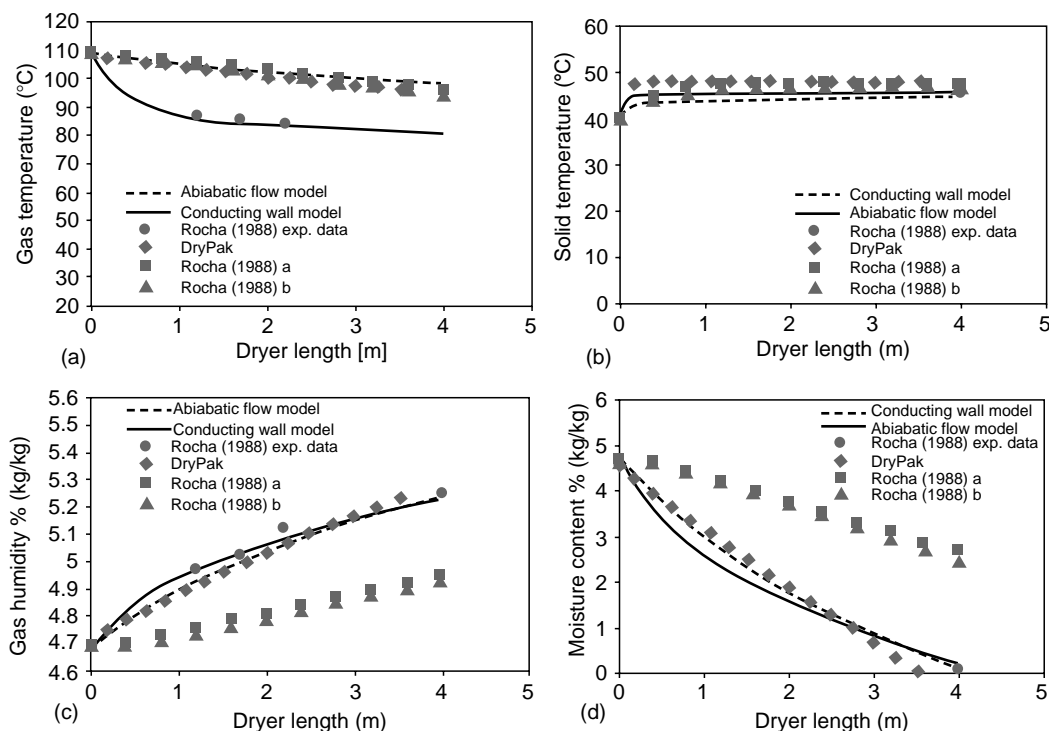 120
110
100
90
80
70
60
50
40
30
20
Gas temperature (°C)
Abiabatic flow model
Conducting wall model
Rocha (1988) exp. data
DryPak
Rocha (1988) a
Rocha (1988) b
0 1 2 3 4 5
(a)
Dryer length [m]
60
50
40
30
20
10
0
Solid temperature (°C)
Conducting wall model
Abiabatic flow model
Rocha (1988) exp. data
DryPak
Rocha (1988) a
Rocha (1988) b
0 1 2 3 4 5
(b)
Dryer length (m)
5.6
5.5
5.4
5.3
5.2
5.1
5
4.9
4.8
4.7
4.6
Gas humidity % (kg/kg)
Abiabatic flow model
Conducting wall model
Rocha (1988) exp. data
DryPak
Rocha (1988) a
Rocha (1988) b
0 1 2 3 4 5
(c)
Dryer length (m)
6
5
4
3
2
1
0
Moisture content % (kg/kg)
Conducting wall model
Abiabatic flow model
Rocha (1988) exp. data
DryPak
Rocha (1988) a
Rocha (1988) b
0 1 2 3 4 5
(d)
Dryer length (m)